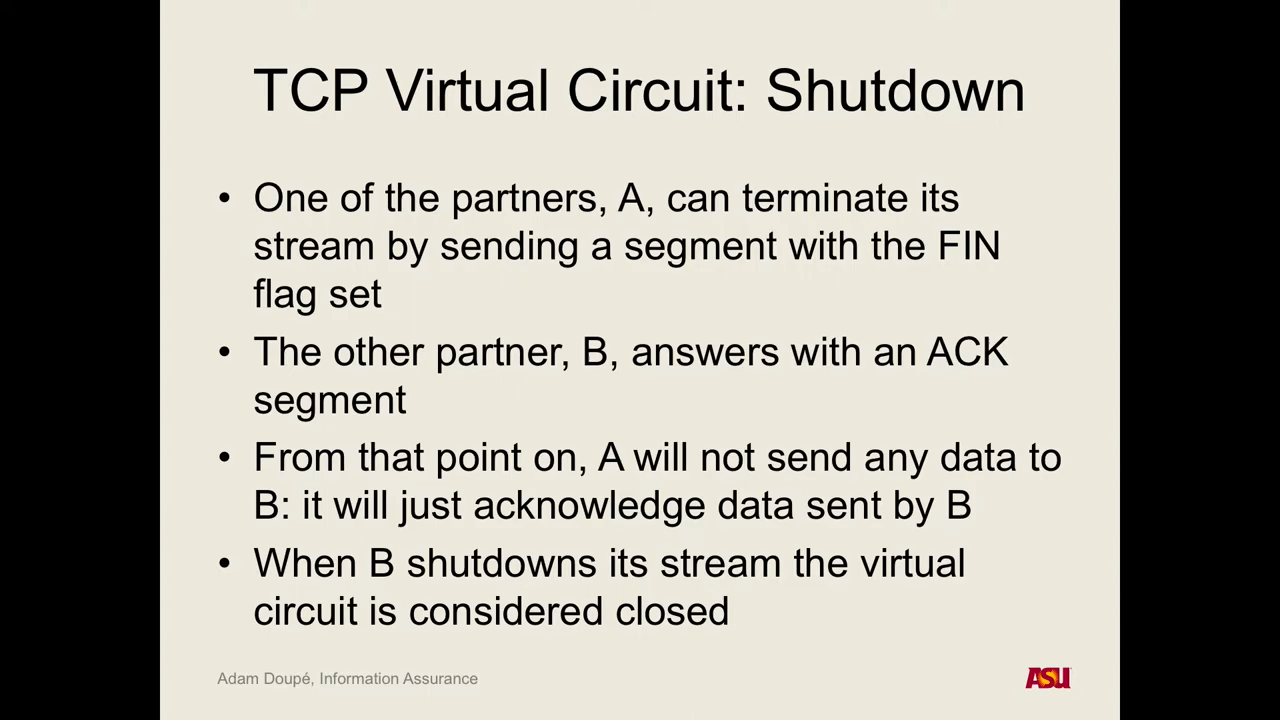 TCP Virtual Circuit: Shutdown
• One of the partners, A, can terminate its
stream by sending a segment with the FIN
flag set
• The other partner, B, answers with an ACK
segment
• From that point on, A will not send any data to
B: it will just acknowledge data sent by B
• When B shutdowns its stream the virtual
circuit is considered closed
Adam Doupé, Information Assurance
ASU